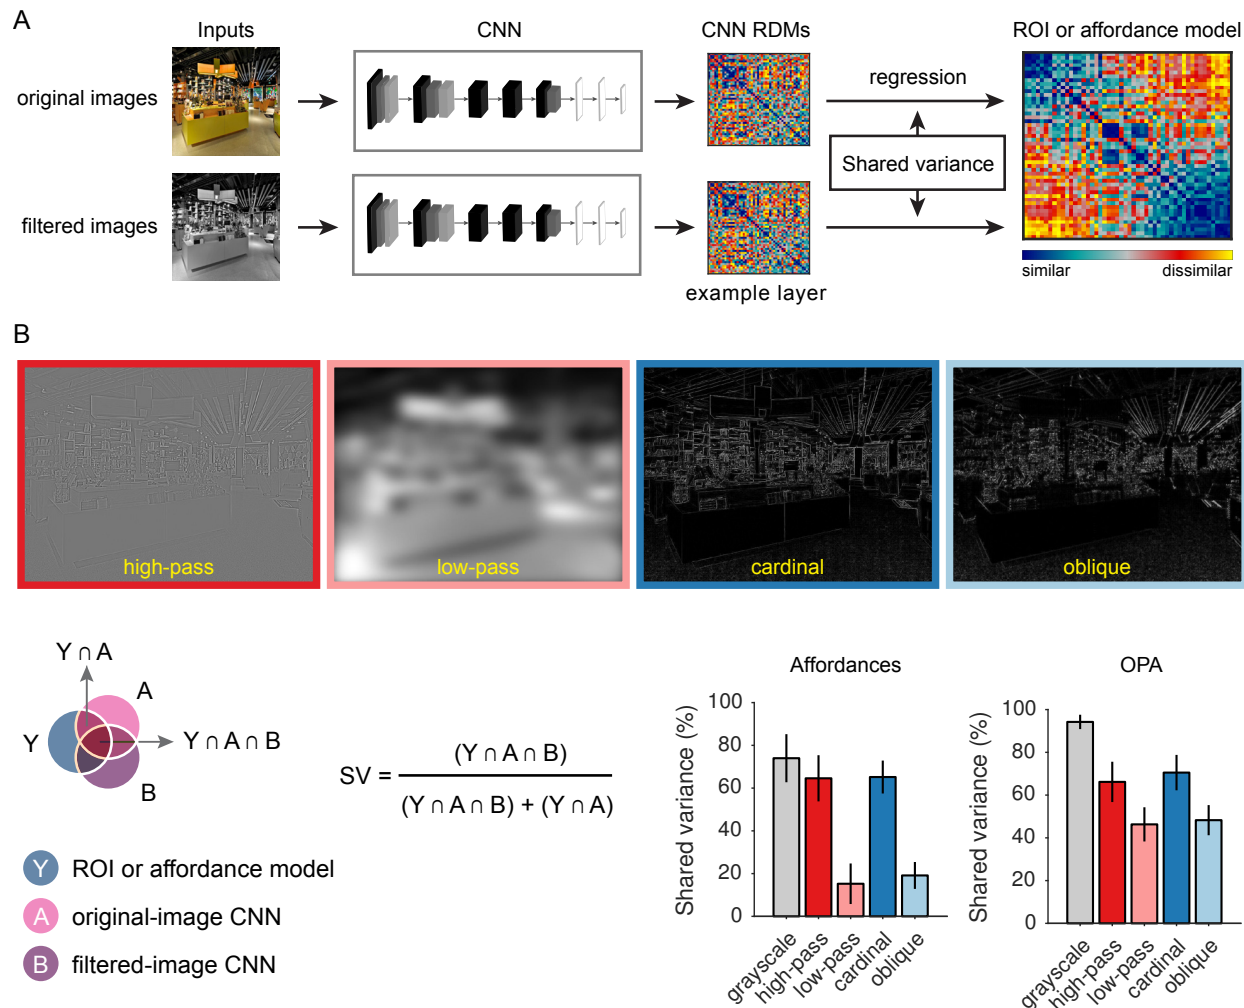 A
Inputs
CNN
CNN RDMs
ROI or affordance model
original images
regression
Shared variance
filtered images
example layer
similar
dissimilar
B
high-pass
low-pass
cardinal
oblique
Y ∩ A
A
Y
Y ∩ A ∩ B
B
SV =
(Y ∩ A ∩ B)
(Y ∩ A ∩ B) + (Y ∩ A)
Y ROI or affordance model
A original-image CNN
B filtered-image CNN
Affordances
Shared variance (%)
100
80
60
40
20
0
grayscale
high-pass
low-pass
cardinal
oblique
OPA
Shared variance (%)
100
80
60
40
20
0
grayscale
high-pass
low-pass
cardinal
oblique